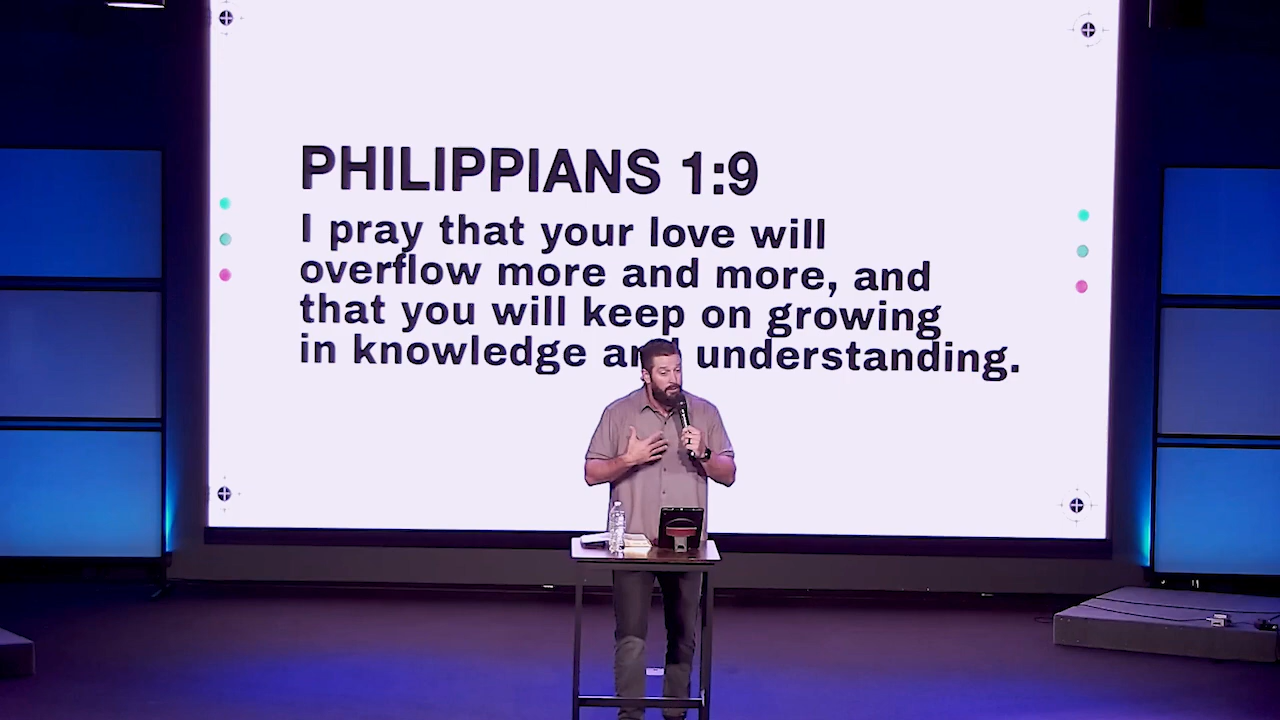 PHILIPPIANS 1:9
I pray that your love will
overflow more and more, and
that you will keep on growing
in knowledge and understanding.